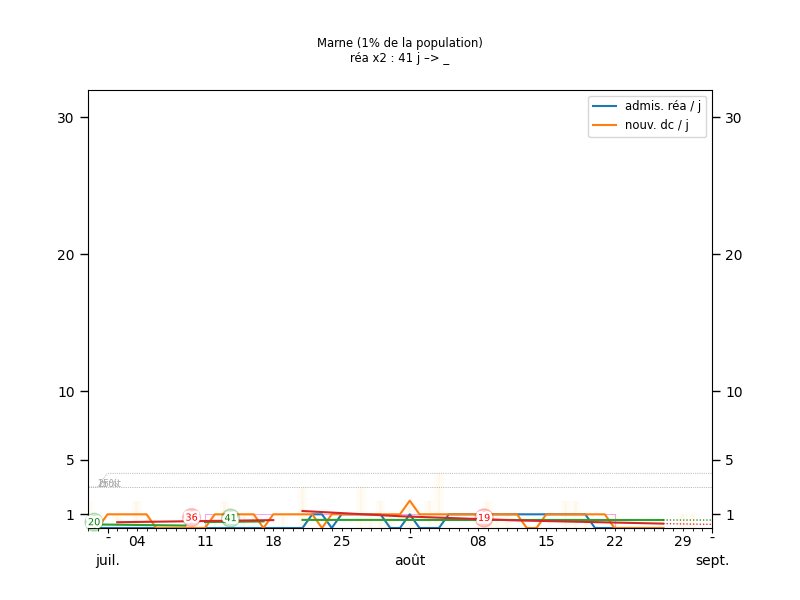 Marne (1% de la population)
réa x2 : 41 j –> _
admis. réa / j
nouv. dc / j
30 30
20 20
10 10
5 5
1 1
20 36 41 19
- 04 11 18 25 - 08 15 22 29 -
juil. août sept.